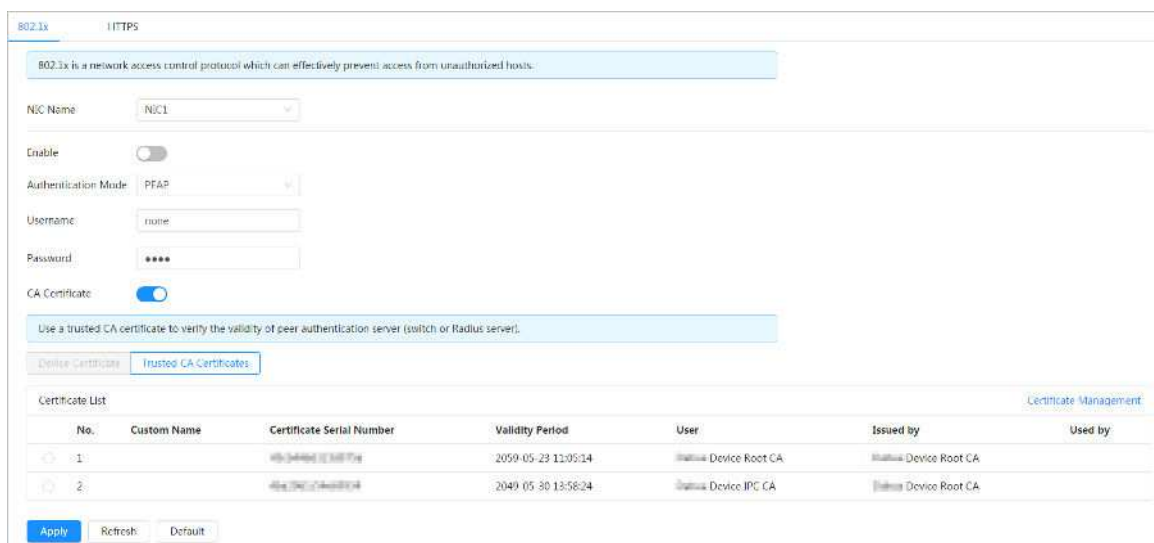 802.1x HTTPS
802.1x is a network access control protocol which can effectively prevent access from unauthorized hosts.
NIC Name NIC1
Enable
Authentication Mode PEAP
Username none
Password ••••
CA Certificate
Use a trusted CA certificate to verify the validity of peer authentication server (switch or Radius server).
Device Certificate Trusted CA Certificates
Certificate List Certificate Management
No. Custom Name Certificate Serial Number Validity Period User Issued by Used by
1 2059-05-23 11:05:14 Device Root CA Device Root CA
2 2049-05-30 13:58:24 Device IPC CA Device Root CA
Apply Refresh Default